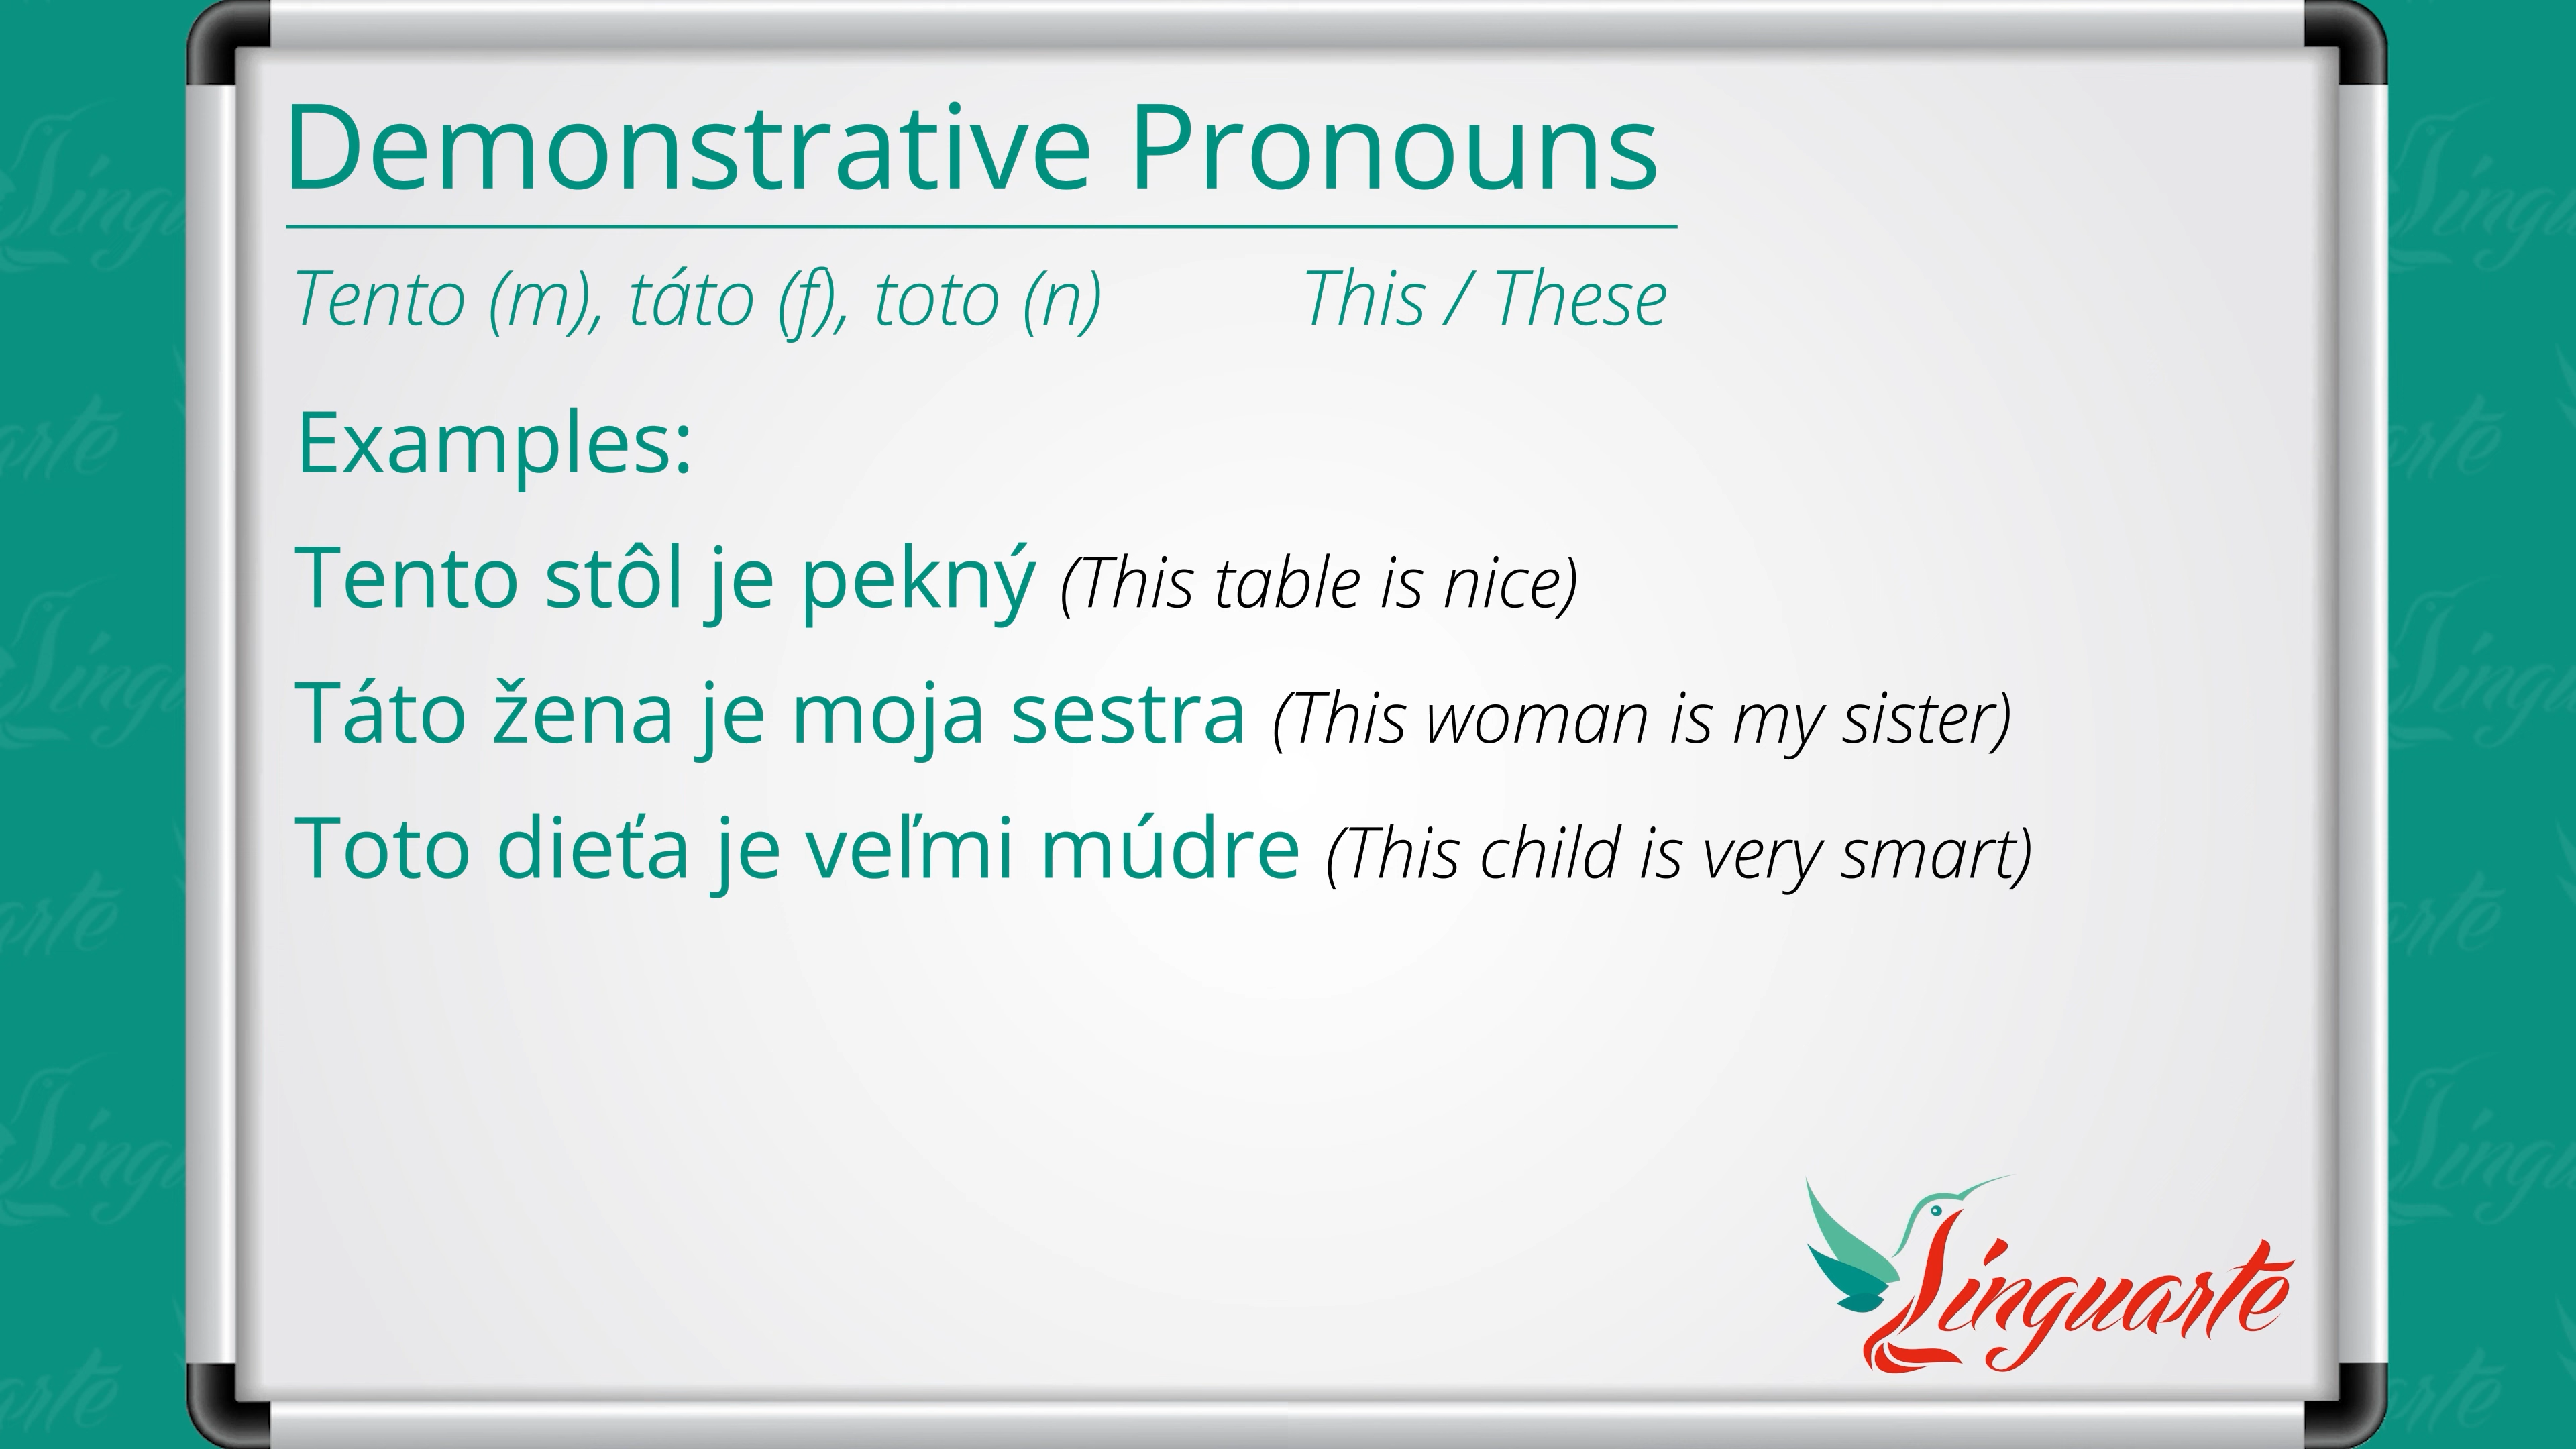 Demonstrative Pronouns
Tento (m), táto (f), toto (n) This / These
Examples:
Tento stôl je pekný (This table is nice)
Táto žena je moja sestra (This woman is my sister)
Toto dieťa je veľmi múdre (This child is very smart)
Linguarte